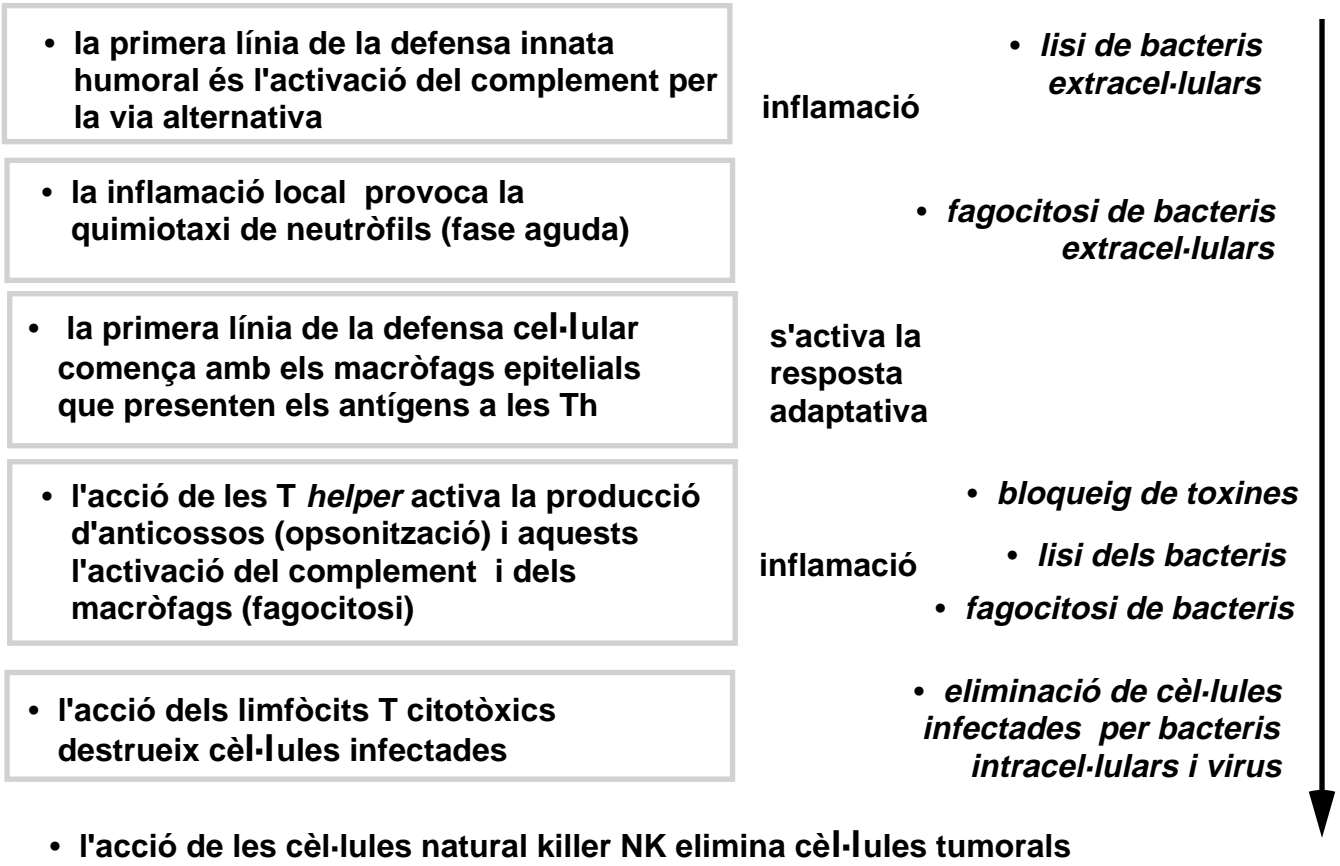 • la primera línia de la defensa innata
humoral és l'activació del complement per
la via alternativa
inflamació
• lisi de bacteris
extracel·lulars
• la inflamació local provoca la
quimiotaxi de neutròfils (fase aguda)
• fagocitosi de bacteris
extracel·lulars
• la primera línia de la defensa cel·lular
comença amb els macròfags epitelials
que presenten els antígens a les Th
s'activa la
resposta
adaptativa
• l'acció de les T helper activa la producció
d'anticossos (opsonització) i aquests
l'activació del complement i dels
macròfags (fagocitosi)
inflamació
• bloqueig de toxines
• lisi dels bacteris
• fagocitosi de bacteris
• l'acció dels limfòcits T citotòxics
destrueix cèl·lules infectades
• eliminació de cèl·lules
infectades per bacteris
intracel·lulars i virus
• l'acció de les cèl·lules natural killer NK elimina cèl·lules tumorals